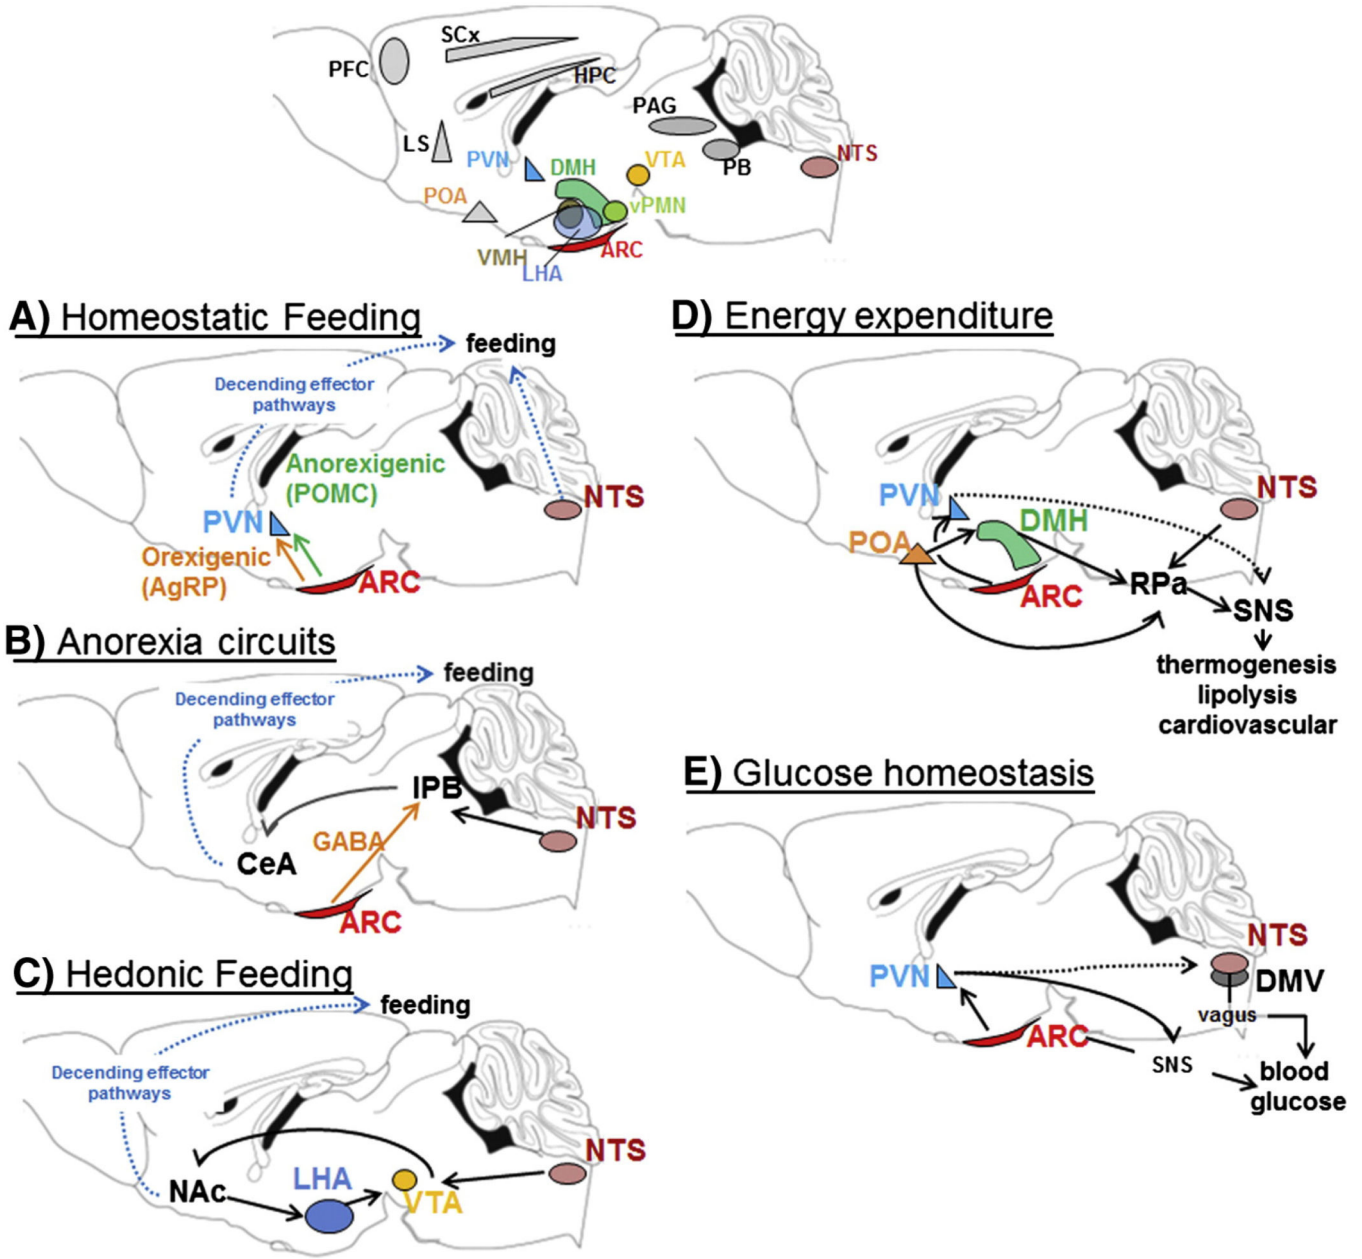 SCx
PFC
HPC
PAG
LS
PVN
DMH
VTA
PB
NTS
POA
vPMN
VMH
LHA
ARC
A) Homeostatic Feeding
feeding
Decending effector
pathways
Anorexigenic
(POMC)
NTS
PVN
Orexigenic
(AgRP)
ARC
B) Anorexia circuits
feeding
Decending effector
pathways
lPB
NTS
GABA
CeA
ARC
C) Hedonic Feeding
feeding
Decending effector
pathways
NTS
LHA
NAc
VTA
D) Energy expenditure
NTS
PVN
DMH
POA
RPa
ARC
SNS
thermogenesis
lipolysis
cardiovascular
E) Glucose homeostasis
NTS
PVN
DMV
vagus
ARC
SNS
blood
glucose